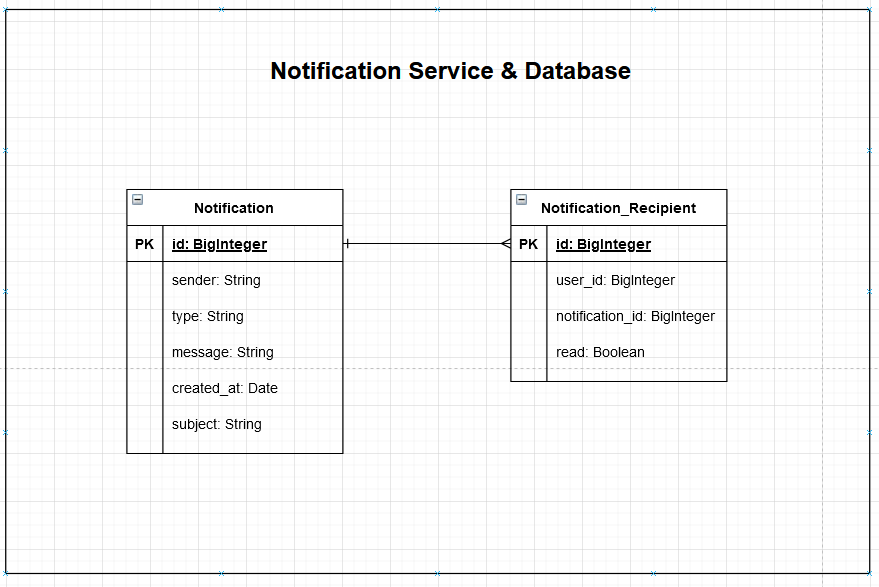 Notification Service & Database
Notification
PK id: BigInteger
sender: String
type: String
message: String
created_at: Date
subject: String
Notification_Recipient
PK id: BigInteger
user_id: BigInteger
notification_id: BigInteger
read: Boolean